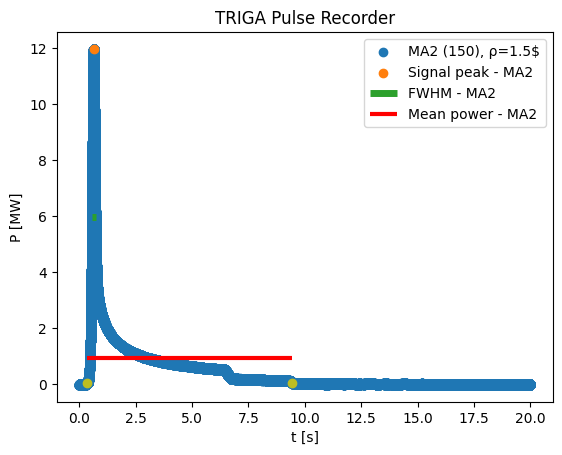 TRIGA Pulse Recorder
MA2 (150), ρ=1.5$
Signal peak - MA2
FWHM - MA2
Mean power - MA2
P [MW]
12
10
8
6
4
2
0
0.0 2.5 5.0 7.5 10.0 12.5 15.0 17.5 20.0
t [s]